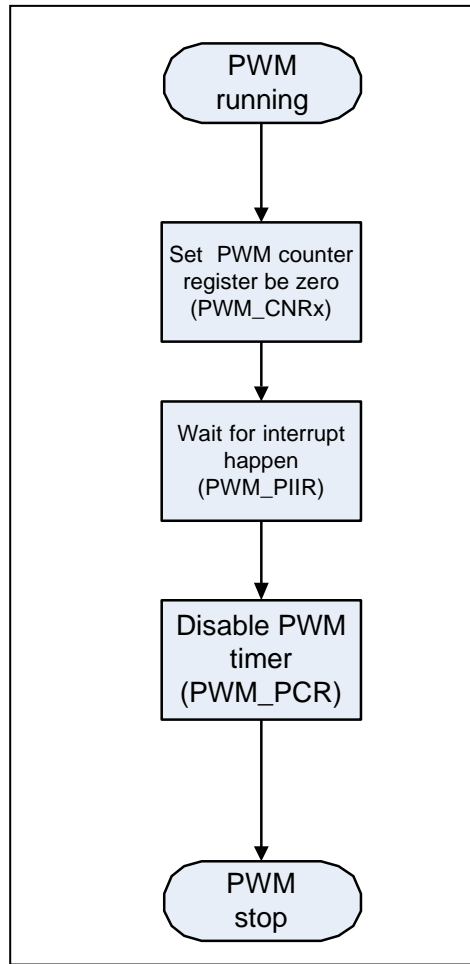 PWM
running
Set PWM counter
register be zero
(PWM_CNRx)
Wait for interrupt
happen
(PWM_PIIR)
Disable PWM
timer
(PWM_PCR)
PWM
stop